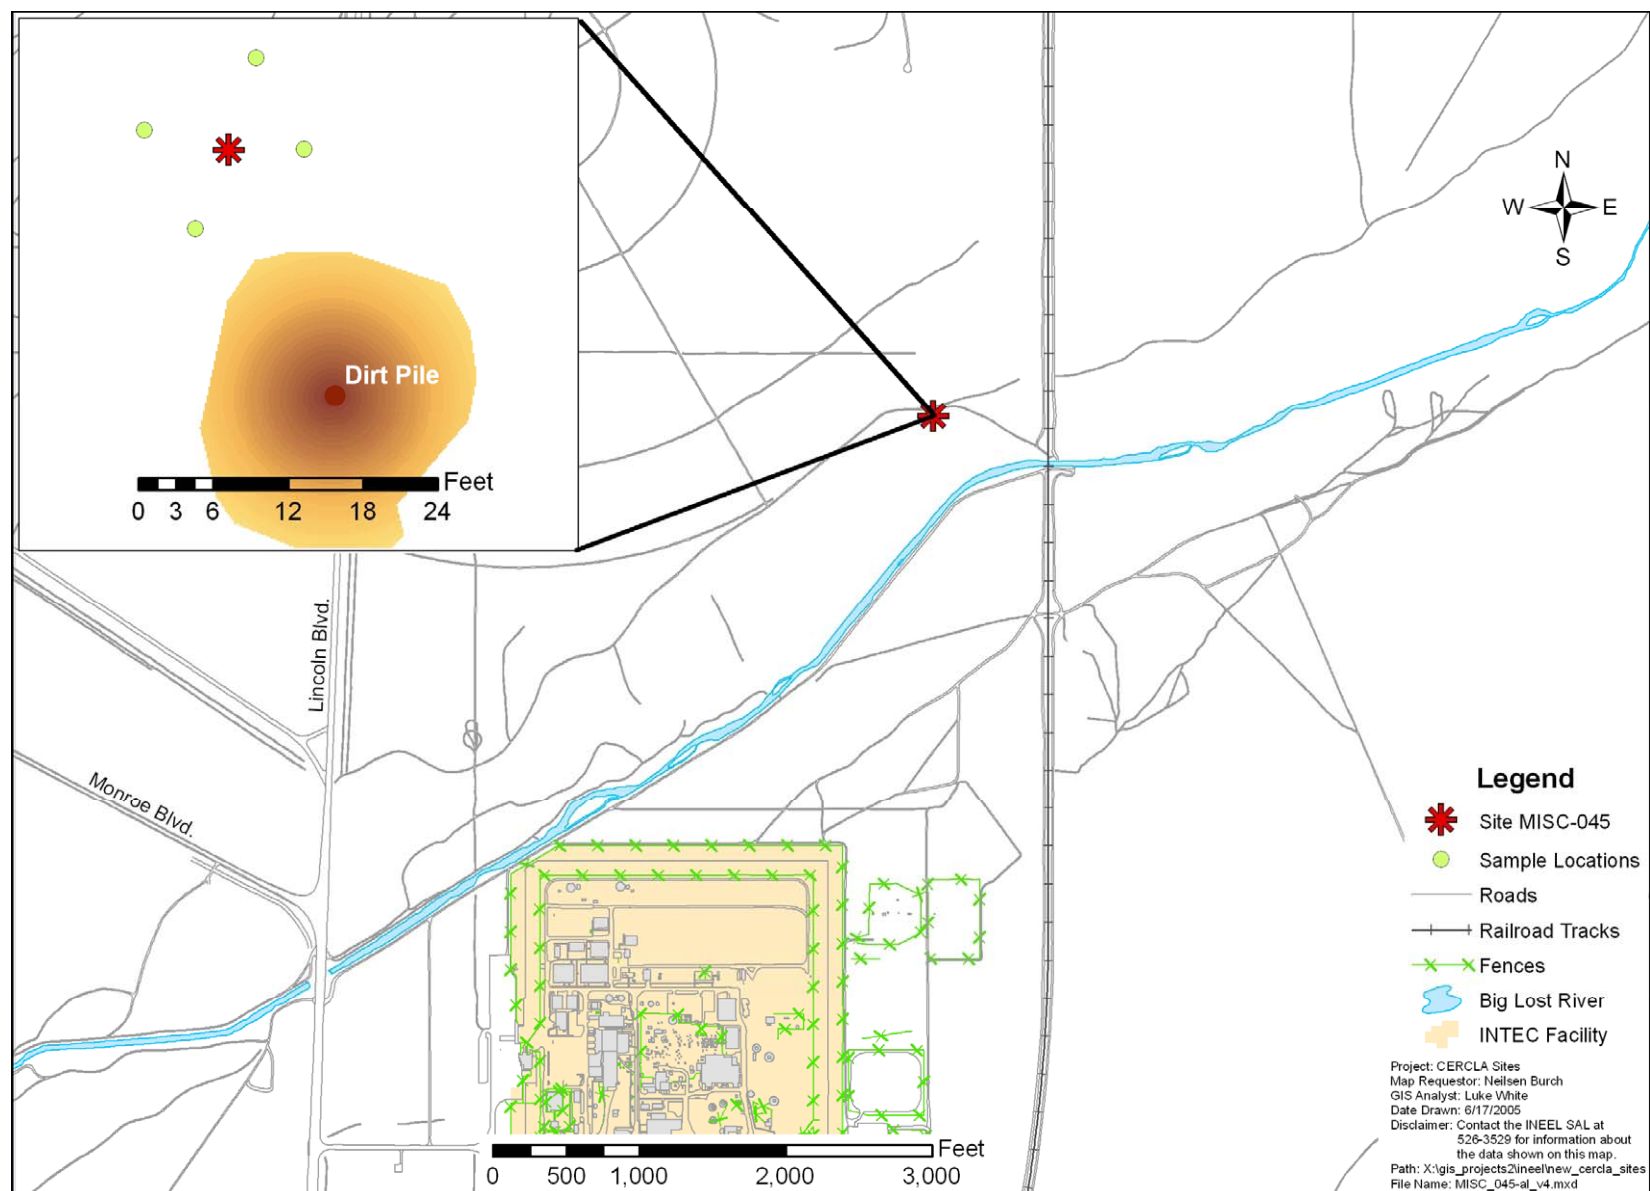 Dirt Pile
Feet
0 3 6 12 18 24
N
W E
S
Lincoln Blvd.
Monroe Blvd.
Legend
Site MISC-045
Sample Locations
Roads
Railroad Tracks
Fences
Big Lost River
INTEC Facility
Project: CERCLA Sites
Map Requestor: Neilsen Burch
GIS Analyst: Luke White
Date Drawn: 6/17/2005
Disclaimer: Contact the INEEL SAL at
526-3529 for information about
the data shown on this map.
Path: X:\gis_projects2\ineel\new_cercla_sites
File Name: MISC_045-al_v4.mxd
Feet
0 500 1,000 2,000 3,000